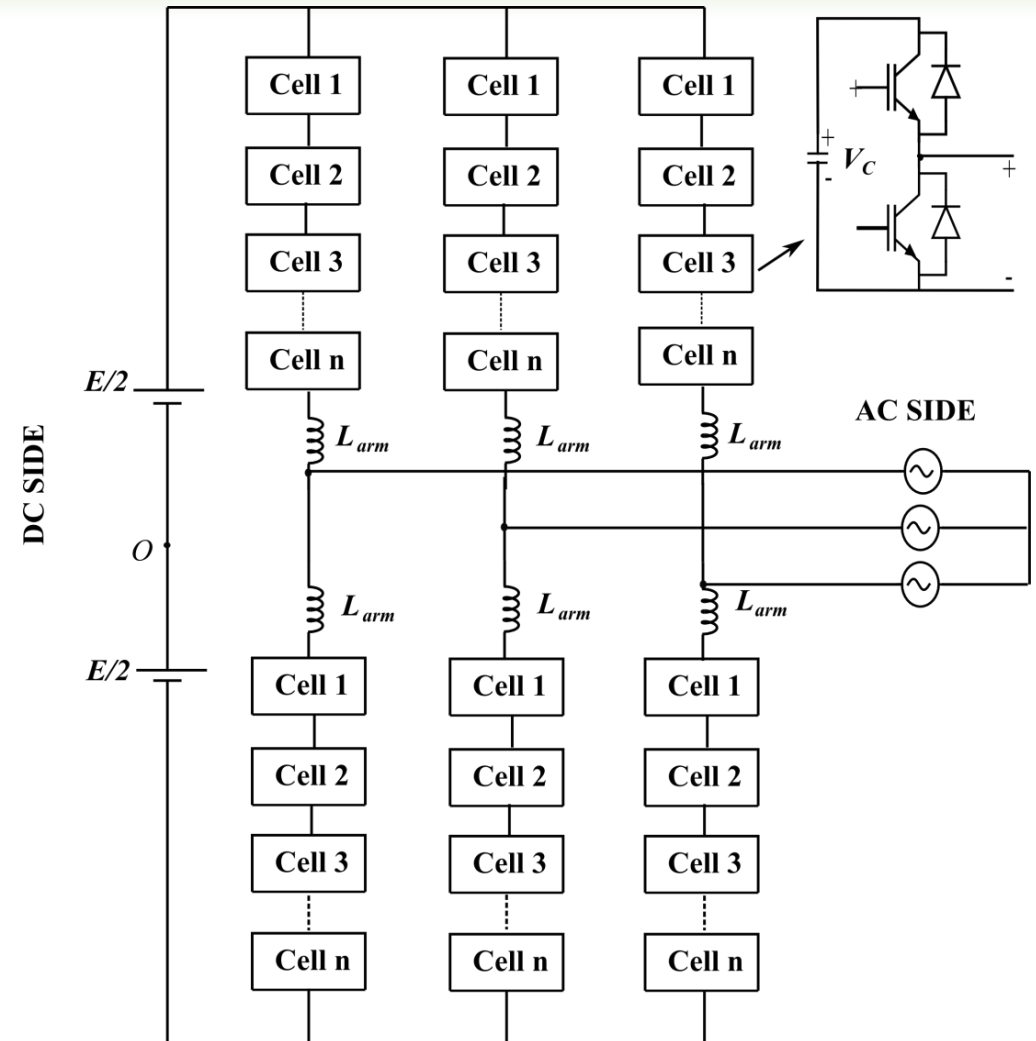 Cell 1 Cell 1 Cell 1
+
+
V_C
-
+
-
Cell 2 Cell 2 Cell 2
Cell 3 Cell 3 Cell 3
Cell n Cell n Cell n
E/2
AC SIDE
L_arm L_arm L_arm
DC SIDE
O
L_arm L_arm L_arm
E/2
Cell 1 Cell 1 Cell 1
Cell 2 Cell 2 Cell 2
Cell 3 Cell 3 Cell 3
Cell n Cell n Cell n